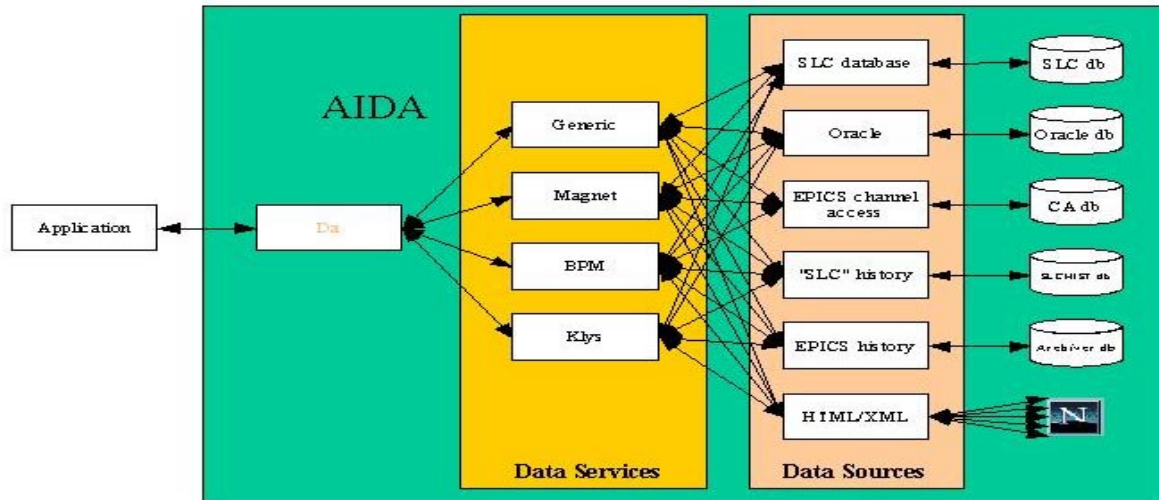 AIDA
Application
Da
Generic
Magnet
BPM
Klys
Data Services
SLC database
Oracle
EPICS channel
access
"SLC" history
EPICS history
HTML/XML
Data Sources
SLC db
Oracle db
CA db
SLCHIST db
Archiver db
N